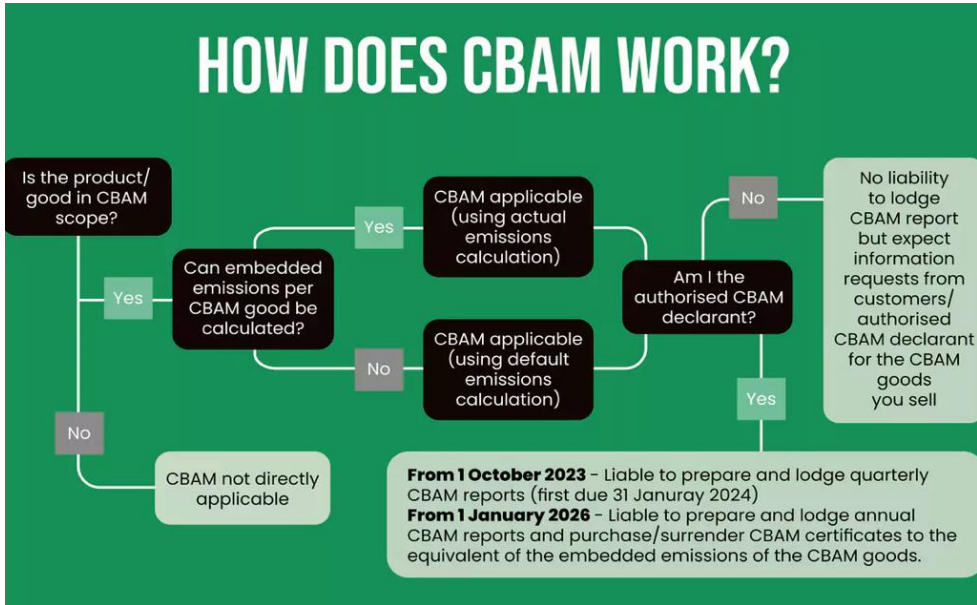 HOW DOES CBAM WORK?
Is the product/
good in CBAM
scope?
Yes
No
CBAM not directly
applicable
Can embedded
emissions per
CBAM good be
calculated?
Yes
CBAM applicable
(using actual
emissions
calculation)
No
CBAM applicable
(using default
emissions
calculation)
Am I the
authorised CBAM
declarant?
No
No liability
to lodge
CBAM report
but expect
information
requests from
customers/
authorised
CBAM declarant
for the CBAM
goods
you sell
Yes
From 1 October 2023 - Liable to prepare and lodge quarterly
CBAM reports (first due 31 Januray 2024)
From 1 January 2026 - Liable to prepare and lodge annual
CBAM reports and purchase/surrender CBAM certificates to the
equivalent of the embedded emissions of the CBAM goods.